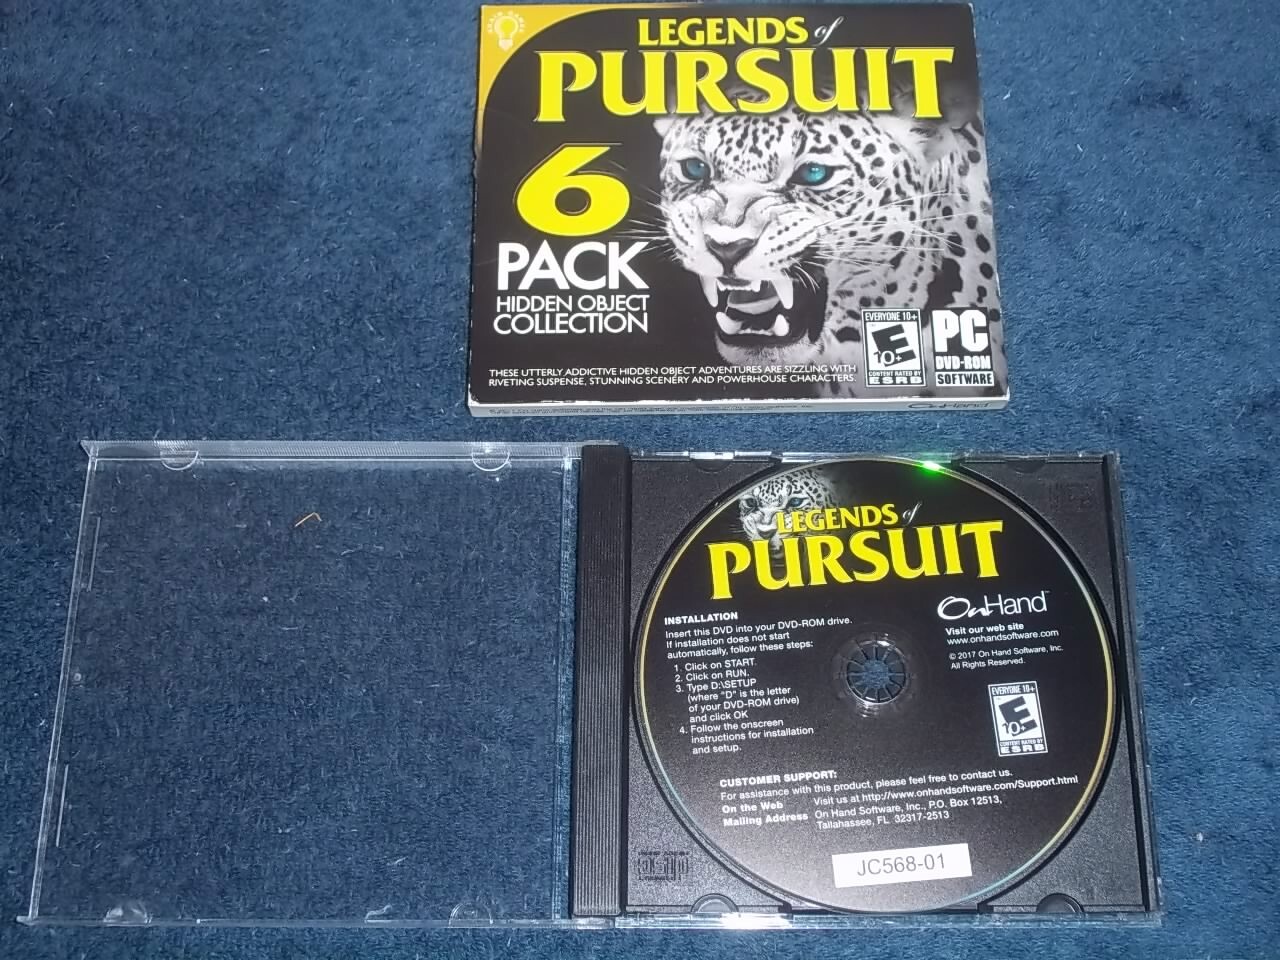 LEGENDS of
PURSUIT
6
PACK
HIDDEN OBJECT
COLLECTION
THESE UTTERLY ADDICTIVE HIDDEN OBJECT ADVENTURES ARE SIZZLING WITH
RIVETING SUSPENSE, STUNNING SCENERY AND POWERHOUSE CHARACTERS.
EVERYONE 10+
E
10+
CONTENT RATED BY
ESRB
PC
DVD-ROM
SOFTWARE
OnHand
LEGENDS of
PURSUIT
INSTALLATION
Insert this DVD into your DVD-ROM drive.
If installation does not start
automatically, follow these steps:
1. Click on START.
2. Click on RUN.
3. Type D:\SETUP
(where "D" is the letter
of your DVD-ROM drive)
and click OK
4. Follow the onscreen
instructions for installation
and setup.
OnHand™
Visit our web site
www.onhandsoftware.com
© 2017 On Hand Software, Inc.
All Rights Reserved.
EVERYONE 10+
E
10+
CONTENT RATED BY
ESRB
CUSTOMER SUPPORT:
For assistance with this product, please feel free to contact us.
On the Web Visit us at http://www.onhandsoftware.com/Support.html
Mailing Address On Hand Software, Inc., P.O. Box 12513,
Tallahassee, FL 32317-2513
JC568-01